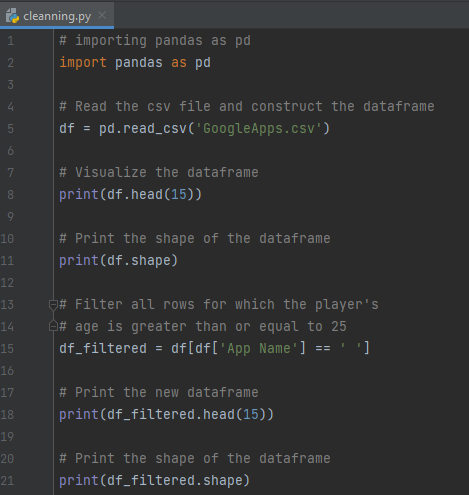 cleanning.py
1 # importing pandas as pd
2 import pandas as pd
3
4 # Read the csv file and construct the dataframe
5 df = pd.read_csv('GoogleApps.csv')
6
7 # Visualize the dataframe
8 print(df.head(15))
9
10 # Print the shape of the dataframe
11 print(df.shape)
12
13 # Filter all rows for which the player's
14 # age is greater than or equal to 25
15 df_filtered = df[df['App Name'] == ' ']
16
17 # Print the new dataframe
18 print(df_filtered.head(15))
19
20 # Print the shape of the dataframe
21 print(df_filtered.shape)